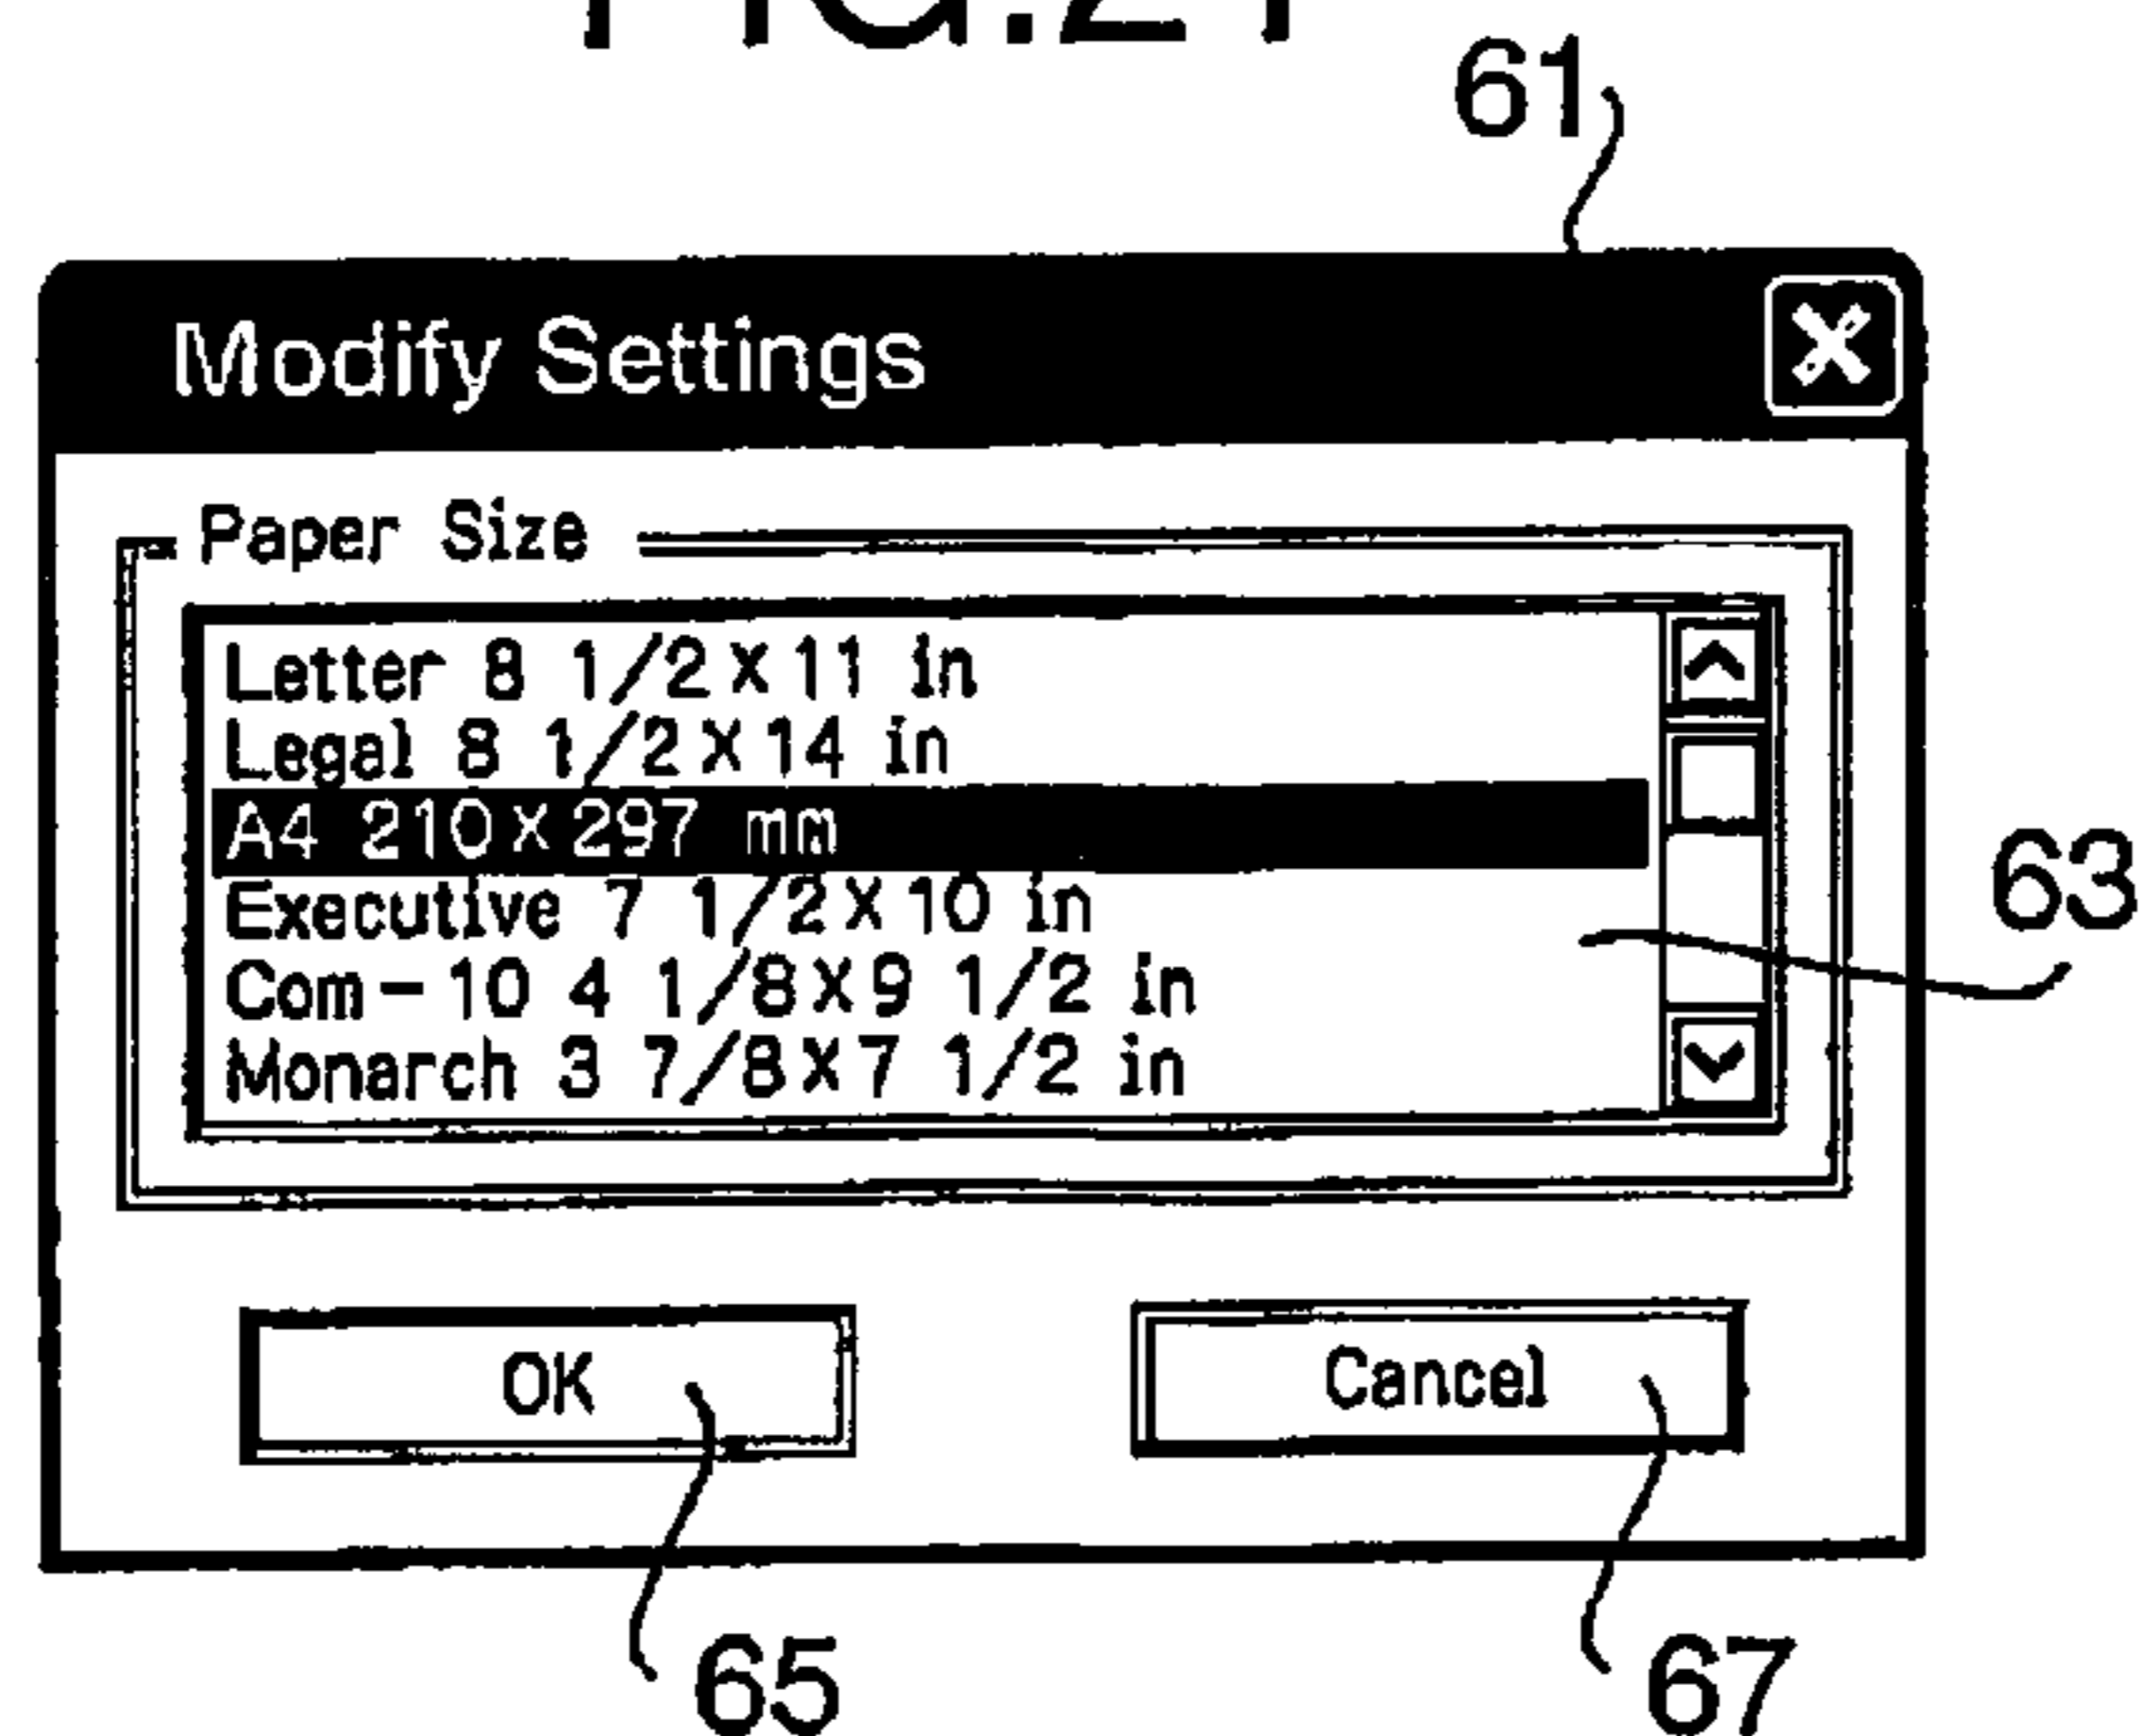 FIG.21
61
Modify Settings
Paper Size
Letter 8 1/2×11 in
Legal 8 1/2×14 in
A4 210×297 mm
Executive 7 1/2×10 in
63
Com-10 4 1/8×9 1/2 in
Monarch 3 7/8×7 1/2 in
OK
Cancel
65
67